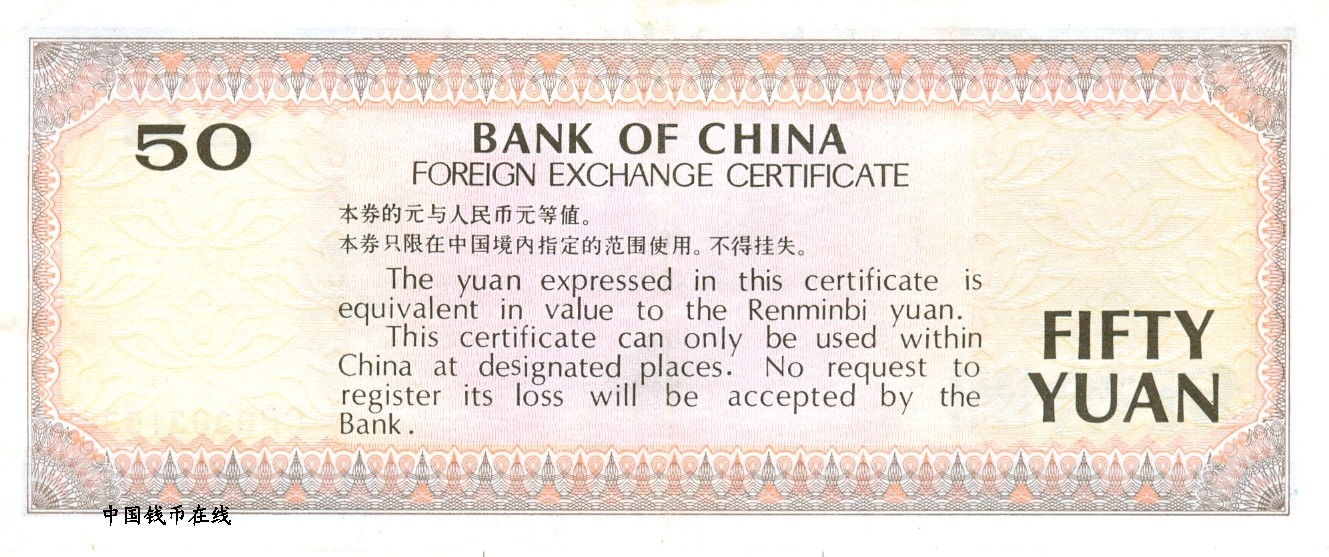 50
BANK OF CHINA
FOREIGN EXCHANGE CERTIFICATE
本券的元与人民币元等值。
本券只限在中国境内指定的范围使用。不得挂失。
The yuan expressed in this certificate is
equivalent in value to the Renminbi yuan.
This certificate can only be used within
China at designated places. No request to
register its loss will be accepted by the
Bank.
FIFTY
YUAN
中国钱币在线